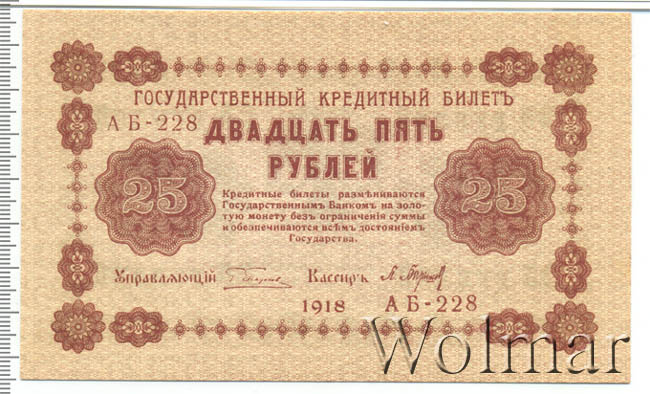 ГОСУДАРСТВЕННЫЙ КРЕДИТНЫЙ БИЛЕТЪ
АБ-228
ДВАДЦАТЬ ПЯТЬ
РУБЛЕЙ
25
25
Кредитные билеты размѣниваются
Государственнымъ Банкомъ на золо-
тую монету безъ ограниченія суммы
и обезпечиваются всѣмъ достояніемъ
Государства.
Управляющій
Кассиръ
1918 АБ-228
Wolmar